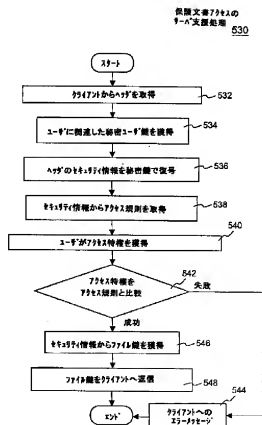 保護文書アクセスの
サーバ支援処理
530
スタート
クライアントからヘッダを取得
532
ユーザに関連した秘密ユーザ鍵を獲得
534
ヘッダのセキュリティ情報を秘密鍵で復号
536
セキュリティ情報からアクセス規則を取得
538
ユーザがアクセス特権を獲得
540
アクセス特権を
アクセス規則と比較
542
失敗
成功
セキュリティ情報からファイル鍵を獲得
546
ファイル鍵をクライアントへ返信
548
544
エンド
クライアントへの
エラーメッセージ